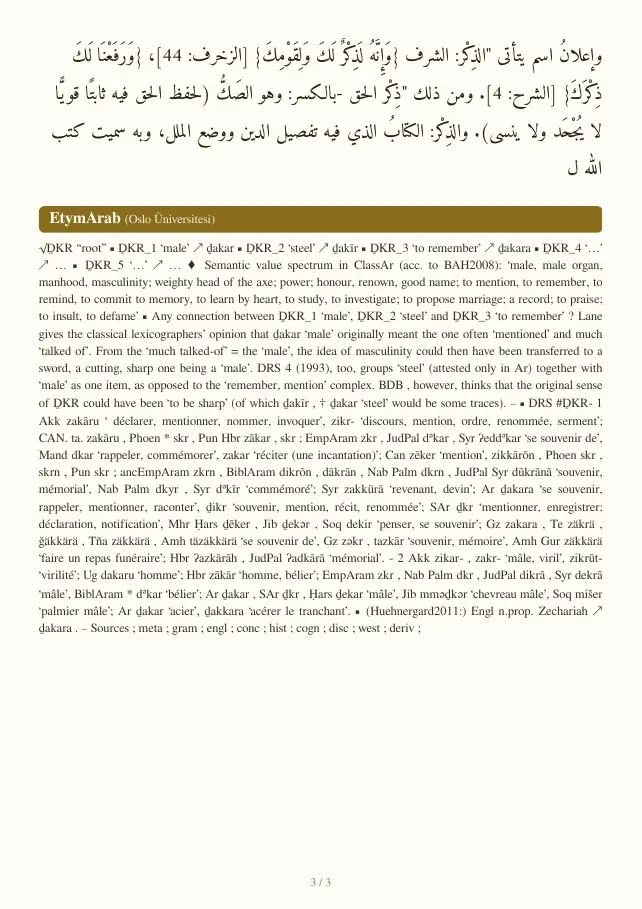 وإعلانُ اسم يتأتى "الذِكْر: الشرف {وَإِنَّهُ لَذِكْرٌ لَكَ وَلِقَوْمِكَ} [الزخرف: 44]، {وَرَفَعْنَا لَكَ
ذِكْرَكَ} [الشرح: 4]. ومن ذلك "ذِكْر الحق -بالكسر: وهو الصَكُّ (لحفظ الحق فيه ثابتًا قويًّا
لا يُجْحَد ولا ينسى). والذِكْر: الكتابُ الذي فيه تفصيل الدين ووضع الملل، وبه سميت كتب
الله ل
EtymArab (Oslo Üniversitesi)
√ḎKR “root” ▪ ḎKR_1 ‘male’ ↗ ḏakar ▪ ḎKR_2 ‘steel’ ↗ ḏakīr ▪ ḎKR_3 ‘to remember’ ↗ ḏakara ▪ ḎKR_4 ‘…’
↗ … ▪ ḎKR_5 ‘…’ ↗ … ♦ Semantic value spectrum in ClassAr (acc. to BAH2008): ‘male, male organ,
manhood, masculinity; weighty head of the axe; power; honour, renown, good name; to mention, to remember, to
remind, to commit to memory, to learn by heart, to study, to investigate; to propose marriage; a record; to praise;
to insult, to defame’ ▪ Any connection between ḎKR_1 ‘male’, ḎKR_2 ‘steel’ and ḎKR_3 ‘to remember’ ? Lane
gives the classical lexicographers’ opinion that ḏakar ‘male’ originally meant the one often ‘mentioned’ and much
‘talked of’. From the ‘much talked-of’ = the ‘male’, the idea of masculinity could then have been transferred to a
sword, a cutting, sharp one being a ‘male’. DRS 4 (1993), too, groups ‘steel’ (attested only in Ar) together with
‘male’ as one item, as opposed to the ‘remember, mention’ complex. BDB , however, thinks that the original sense
of ḎKR could have been ‘to be sharp’ (of which ḏakīr , † ḏakar ‘steel’ would be some traces). – ▪ DRS #ḎKR- 1
Akk zakāru ‘ déclarer, mentionner, nommer, invoquer’, zikr- ‘discours, mention, ordre, renommée, serment’;
CAN. ta. zakāru , Phoen * skr , Pun Hbr zākar , skr ; EmpAram zkr , JudPal dᵊkar , Syr ʔeddᵊkar ‘se souvenir de’,
Mand dkar ‘rappeler, commémorer’, zakar ‘réciter (une incantation)’; Can zēker ‘mention’, zikkārōn , Phoen skr ,
skrn , Pun skr ; ancEmpAram zkrn , BiblAram dikrōn , dākrān , Nab Palm dkrn , JudPal Syr dūkrānā ‘souvenir,
mémorial’, Nab Palm dkyr , Syr dᵊkīr ‘commémoré’; Syr zakkūrā ‘revenant, devin’; Ar ḏakara ‘se souvenir,
rappeler, mentionner, raconter’, ḏikr ‘souvenir, mention, récit, renommée’; SAr ḏkr ‘mentionner, enregistrer;
déclaration, notification’, Mhr Ḥars ḏēker , Jib ḏekər , Soq dekir ‘penser, se souvenir’; Gz zakara , Te zäkrä ,
ǧäkkärä , Tña zäkkärä , Amh täzäkkärä ‘se souvenir de’, Gz zəkr , tazkār ‘souvenir, mémoire’, Amh Gur zäkkärä
‘faire un repas funéraire’; Hbr ʔazkārāh , JudPal ʔadkārā ‘mémorial’. - 2 Akk zikar- , zakr- ‘mâle, viril’, zikrūt-
‘virilité’; Ug dakaru ‘homme’; Hbr zākār ‘homme, bélier’; EmpAram zkr , Nab Palm dkr , JudPal dikrā , Syr dekrā
‘mâle’, BiblAram * dᵊkar ‘bélier’; Ar ḏakar , SAr ḏkr , Ḥars ḏekar ‘mâle’, Jib mməḏkər ‘chevreau mâle’, Soq mišer
‘palmier mâle’; Ar ḏakar ‘acier’, ḏakkara ‘acérer le tranchant’. ▪ (Huehnergard2011:) Engl n.prop. Zechariah ↗
ḏakara . – Sources ; meta ; gram ; engl ; conc ; hist ; cogn ; disc ; west ; deriv ;
3 / 3